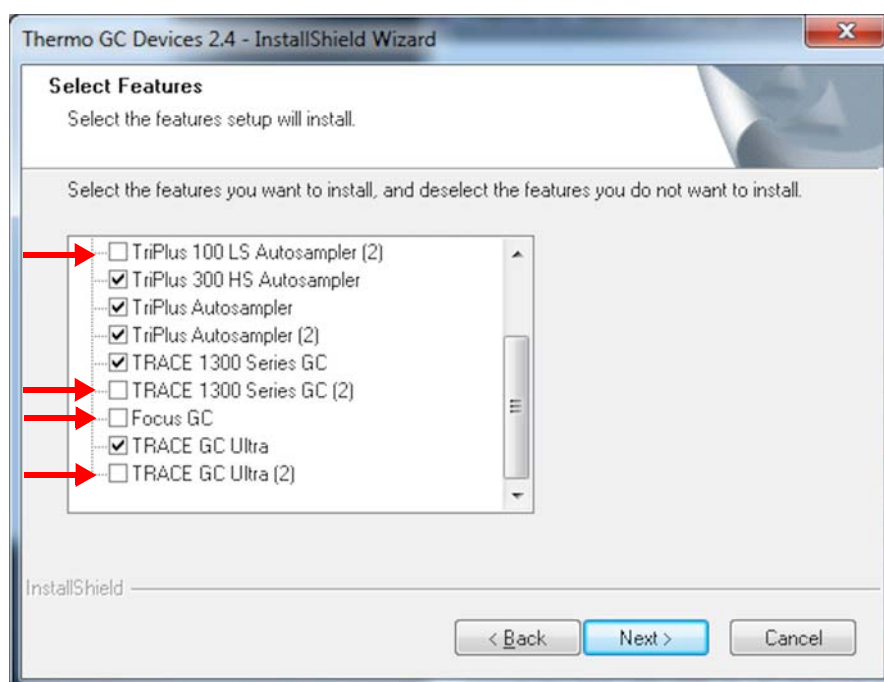 Thermo GC Devices 2.4 - InstallShield Wizard
Select Features
Select the features setup will install.
Select the features you want to install, and deselect the features you do not want to install.
TriPlus 100 LS Autosampler (2)
TriPlus 300 HS Autosampler
TriPlus Autosampler
TriPlus Autosampler (2)
TRACE 1300 Series GC
TRACE 1300 Series GC (2)
Focus GC
TRACE GC Ultra
TRACE GC Ultra (2)
InstallShield
< Back Next > Cancel